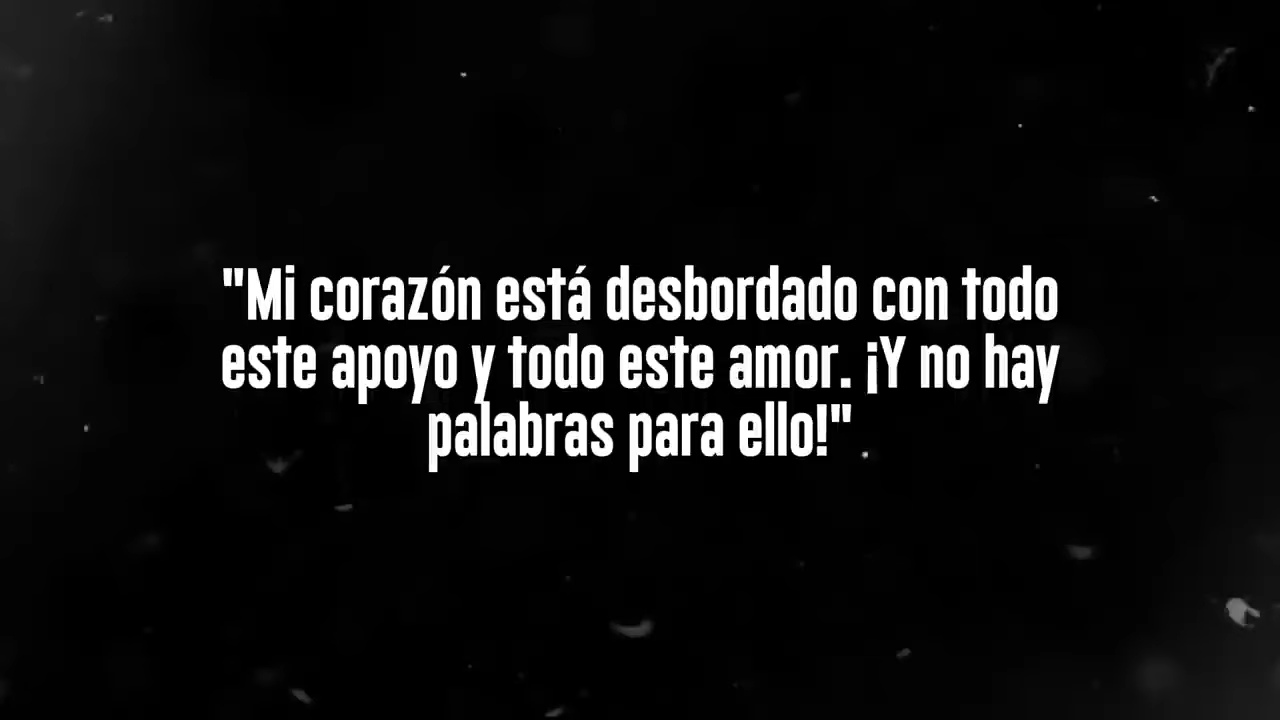 "Mi corazón está desbordado con todo
este apoyo y todo este amor. ¡Y no hay
palabras para ello!"